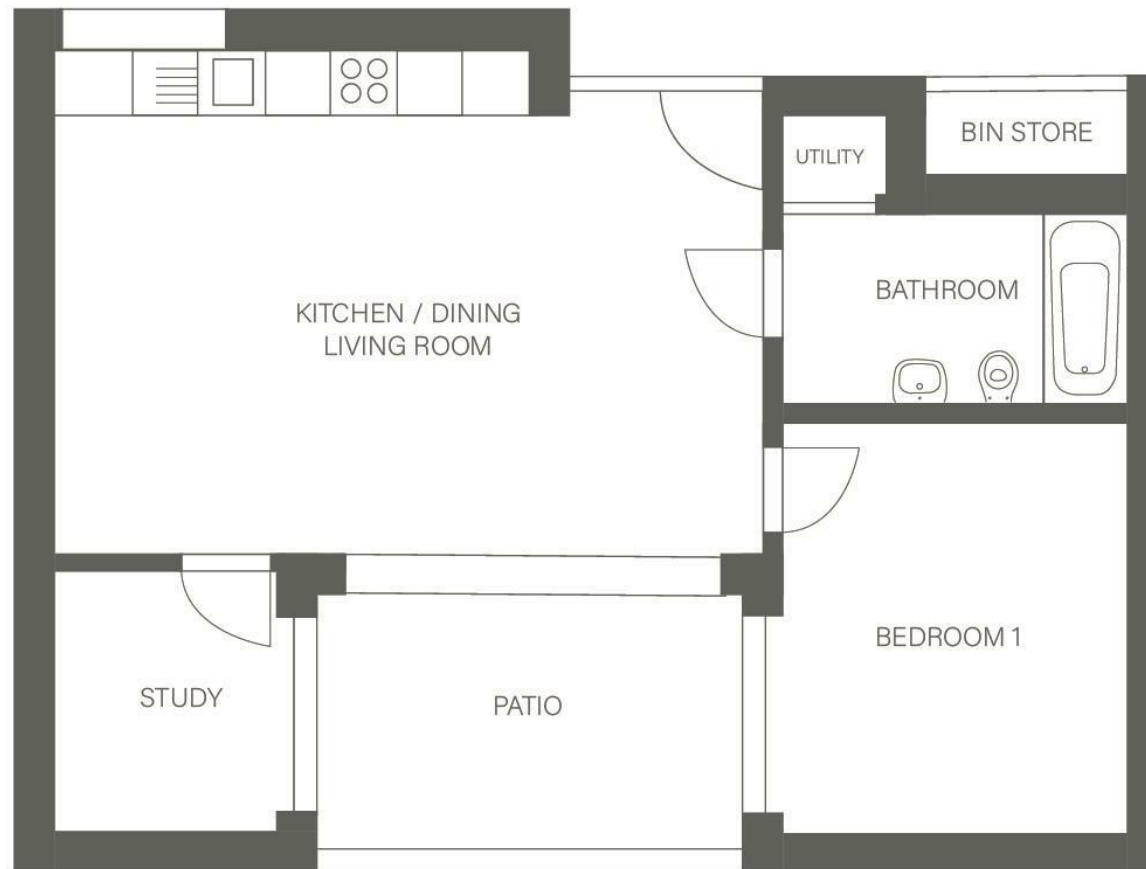 BIN STORE
UTILITY
BATHROOM
KITCHEN / DINING
LIVING ROOM
BEDROOM 1
STUDY
PATIO